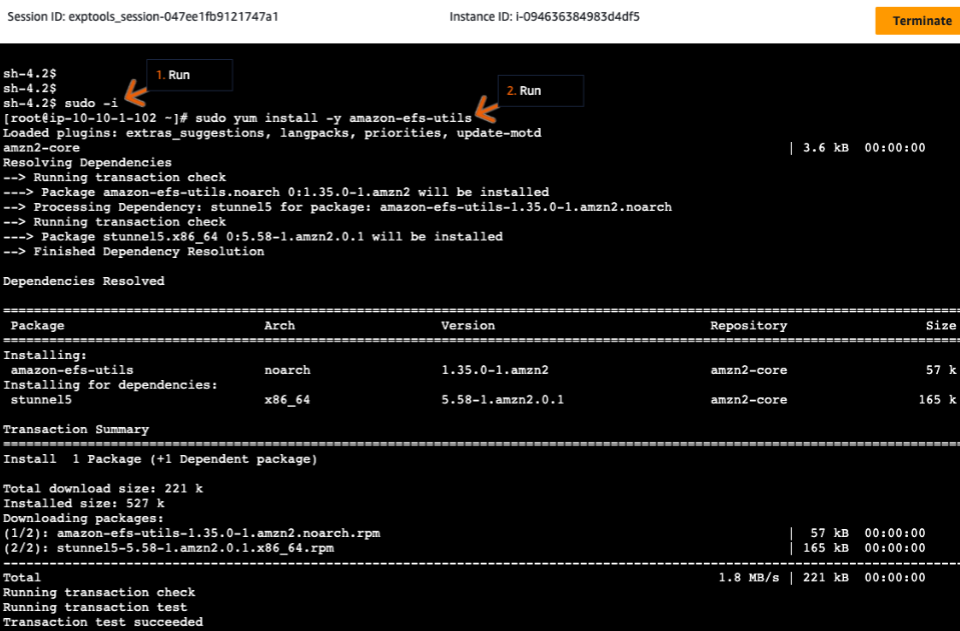 Session ID: exptools_session-047ee1fb9121747a1 Instance ID: i-094636384983d4df5 Terminate
sh-4.2$
1. Run
sh-4.2$
2. Run
sh-4.2$ sudo -i
[root@ip-10-10-1-102 ~]# sudo yum install -y amazon-efs-utils
Loaded plugins: extras_suggestions, langpacks, priorities, update-motd
amzn2-core | 3.6 kB 00:00:00
Resolving Dependencies
--> Running transaction check
---> Package amazon-efs-utils.noarch 0:1.35.0-1.amzn2 will be installed
--> Processing Dependency: stunnel5 for package: amazon-efs-utils-1.35.0-1.amzn2.noarch
--> Running transaction check
---> Package stunnel5.x86_64 0:5.58-1.amzn2.0.1 will be installed
--> Finished Dependency Resolution
Dependencies Resolved
================================================================================
Package Arch Version Repository Size
================================================================================
Installing:
amazon-efs-utils noarch 1.35.0-1.amzn2 amzn2-core 57 k
Installing for dependencies:
stunnel5 x86_64 5.58-1.amzn2.0.1 amzn2-core 165 k
Transaction Summary
================================================================================
Install 1 Package (+1 Dependent package)
Total download size: 221 k
Installed size: 527 k
Downloading packages:
(1/2): amazon-efs-utils-1.35.0-1.amzn2.noarch.rpm | 57 kB 00:00:00
(2/2): stunnel5-5.58-1.amzn2.0.1.x86_64.rpm | 165 kB 00:00:00
--------------------------------------------------------------------------------
Total 1.8 MB/s | 221 kB 00:00:00
Running transaction check
Running transaction test
Transaction test succeeded